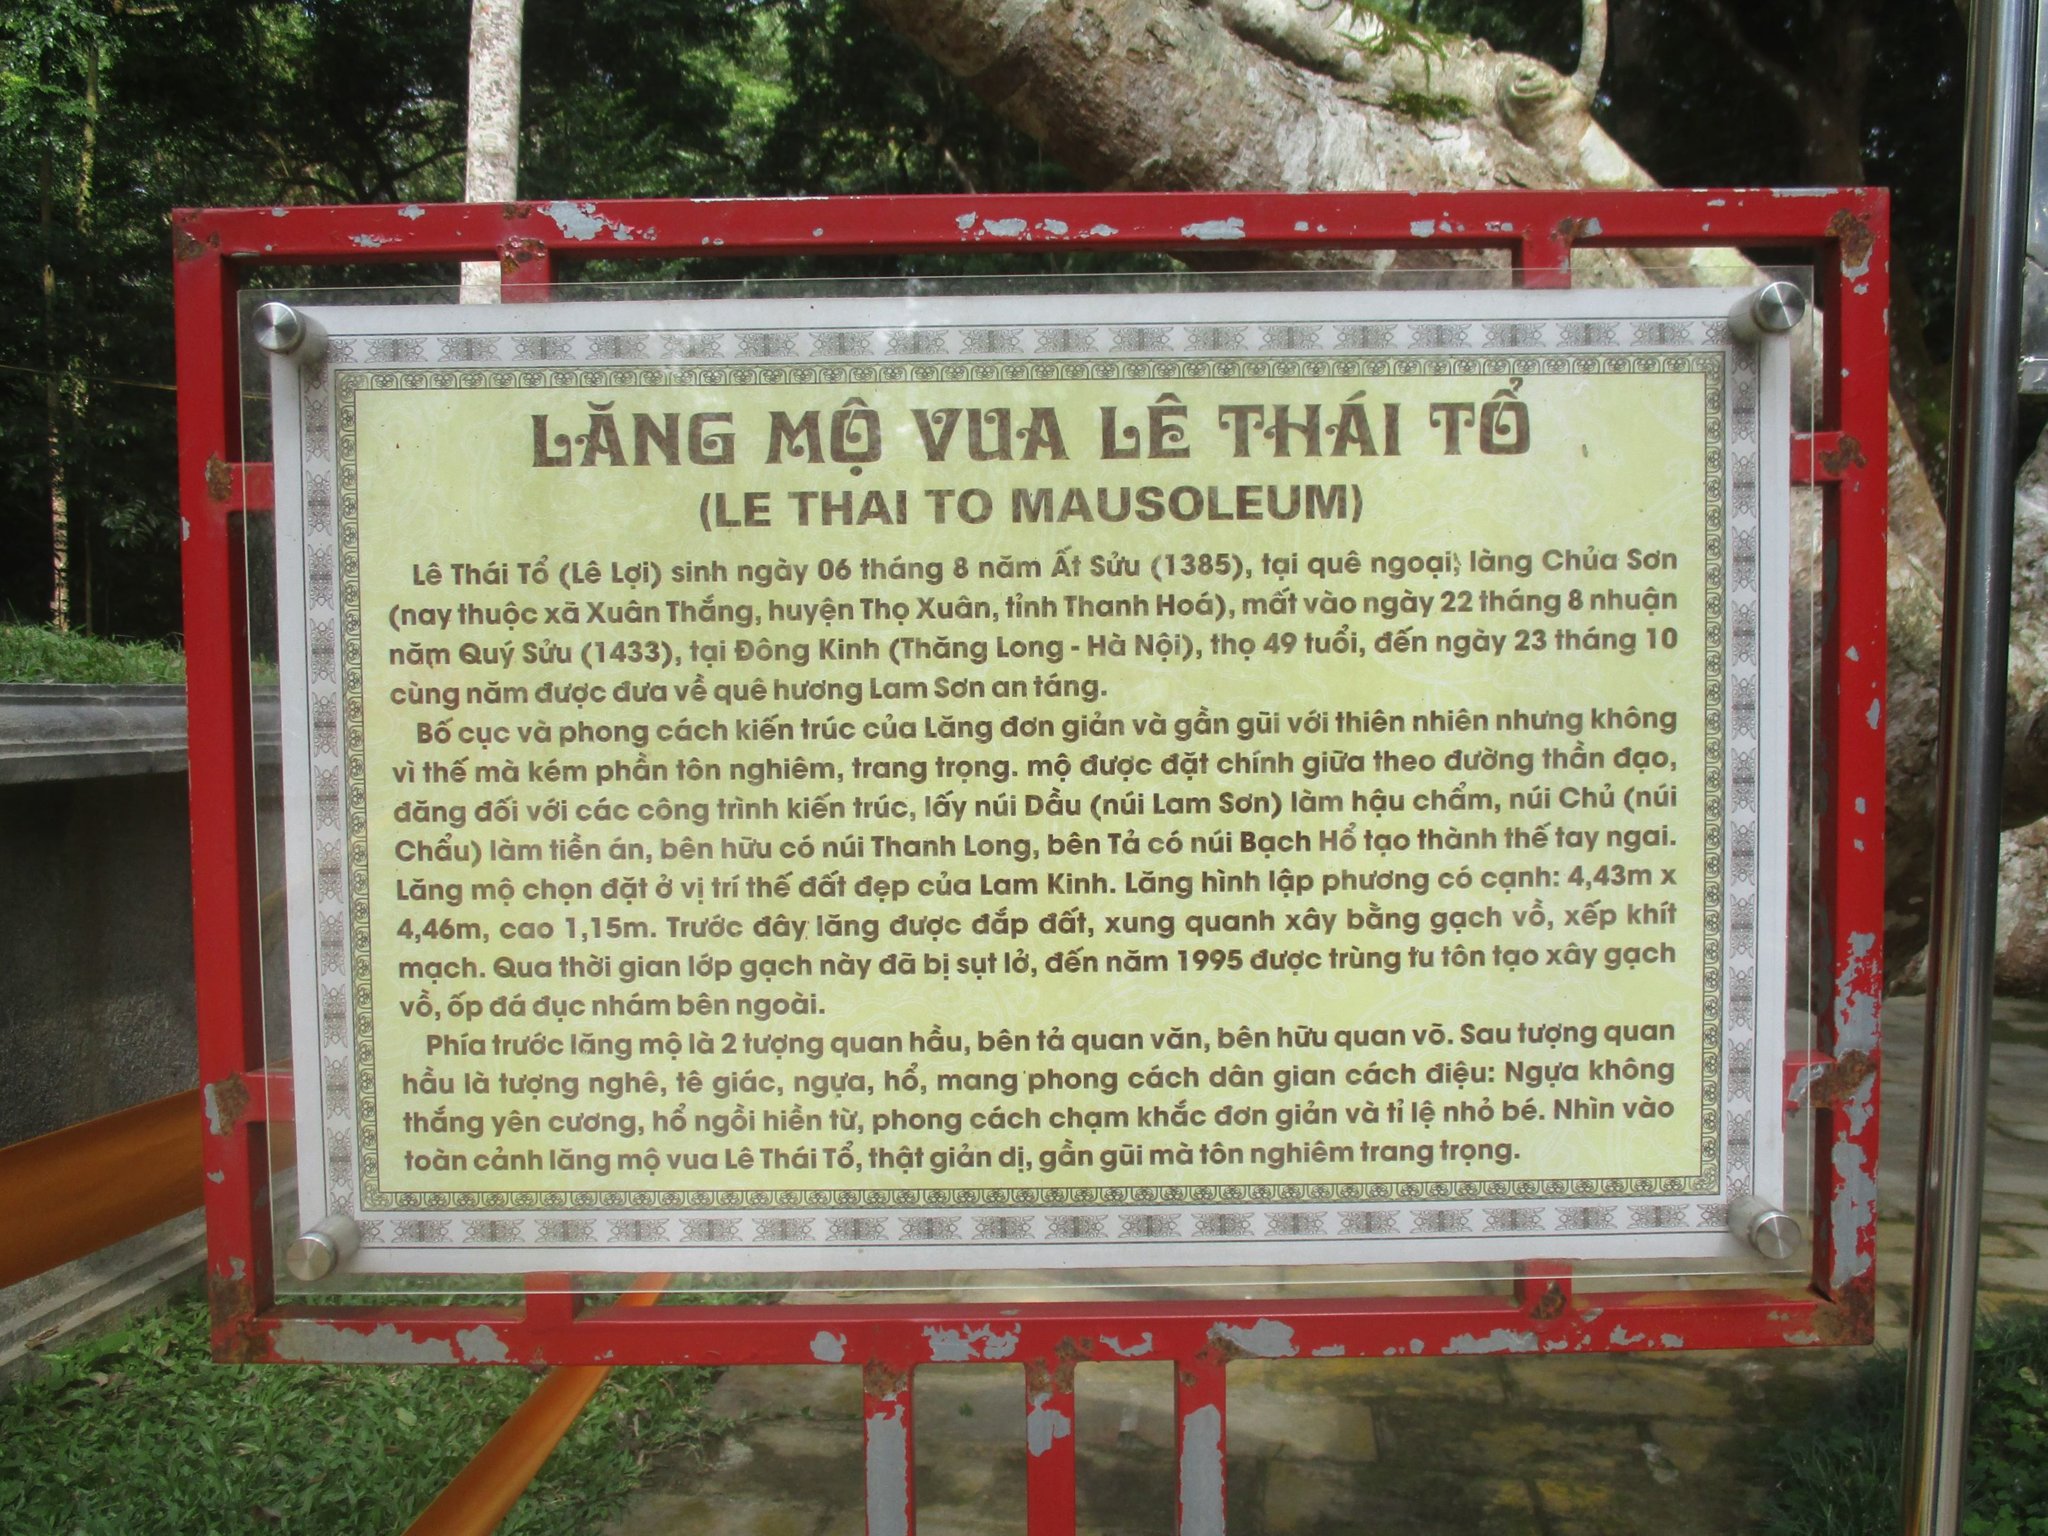 LĂNG MỘ VUA LÊ THÁI TỔ
(LE THAI TO MAUSOLEUM)
Lê Thái Tổ (Lê Lợi) sinh ngày 06 tháng 8 năm Ất Sửu (1385), tại quê ngoại; làng Chủa Sơn
(nay thuộc xã Xuân Thắng, huyện Thọ Xuân, tỉnh Thanh Hoá), mất vào ngày 22 tháng 8 nhuận
năm Quý Sửu (1433), tại Đông Kinh (Thăng Long - Hà Nội), thọ 49 tuổi, đến ngày 23 tháng 10
cùng năm được đưa về quê hương Lam Sơn an táng.
Bố cục và phong cách kiến trúc của Lăng đơn giản và gần gũi với thiên nhiên nhưng không
vì thế mà kém phần tôn nghiêm, trang trọng. mộ được đặt chính giữa theo đường thần đạo,
đăng đối với các công trình kiến trúc, lấy núi Dầu (núi Lam Sơn) làm hậu chẩm, núi Chủ (núi
Chẩu) làm tiền án, bên hữu có núi Thanh Long, bên Tả có núi Bạch Hổ tạo thành thế tay ngai.
Lăng mộ chọn đặt ở vị trí thế đất đẹp của Lam Kinh. Lăng hình lập phương có cạnh: 4,43m x
4,46m, cao 1,15m. Trước đây lăng được đắp đất, xung quanh xây bằng gạch vồ, xếp khít
mạch. Qua thời gian lớp gạch này đã bị sụt lở, đến năm 1995 được trùng tu tôn tạo xây gạch
vồ, ốp đá đục nhám bên ngoài.
Phía trước lăng mộ là 2 tượng quan hầu, bên tả quan văn, bên hữu quan võ. Sau tượng quan
hầu là tượng nghê, tê giác, ngựa, hổ, mang phong cách dân gian cách điệu: Ngựa không
thắng yên cương, hổ ngồi hiền từ, phong cách chạm khắc đơn giản và tỉ lệ nhỏ bé. Nhìn vào
toàn cảnh lăng mộ vua Lê Thái Tổ, thật giản dị, gần gũi mà tôn nghiêm trang trọng.